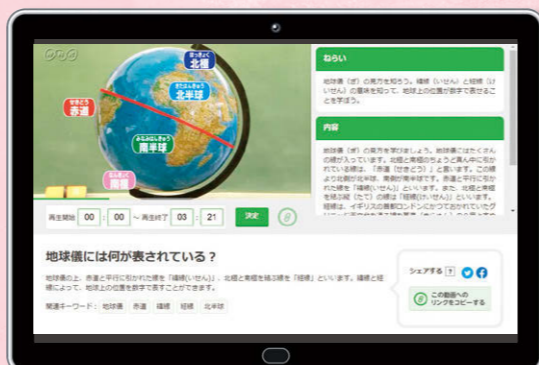 NHK
ほっきょく
北極
きたはんきゅう
北半球
せきどう
赤道
みなみはんきゅう
南半球
なんきょく
南極
ねらい
地球儀(ぎ)の見方を知ろう。緯線(いせん)と経線(け
いせん)の意味を知って、地球上の位置が数字で表せるこ
とを学ぼう。
内容
地球儀(ぎ)の見方を学びましょう。地球儀にはたくさん
の線が入っています。北極と南極のちょうど真ん中に引か
れている線は、「赤道(せきどう)」と言います。この線
より北側が北半球、南側が南半球です。赤道と平行に引か
れた線を「緯線(いせん)」といいます。また、北極と南極
を結ぶ縦(たて)の線は「経線(けいせん)」といいます。
経線は、イギリスの首都ロンドンにかつておかれていたグ
再生開始 00 : 00 ～ 再生終了 03 : 21 決定
地球儀には何が表されている？
地球儀の上、赤道と平行に引かれた線を「緯線(いせん)」、北極と南極を結ぶ線を「経線」といいます。緯線と経
線によって、地球上の位置を数字で表すことができます。
関連キーワード： 地球儀 赤道 緯線 経線 北半球
シェアする ?
この動画への
リンクをコピーする